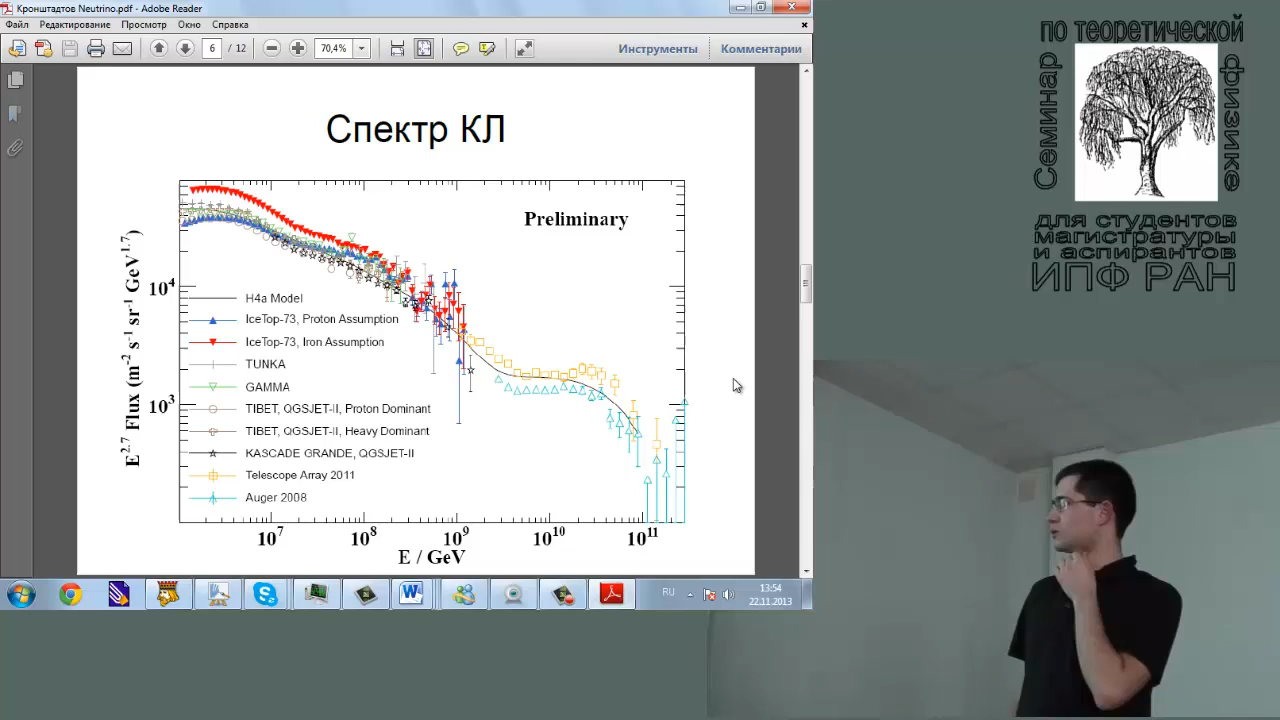 Кронштадтов Neutrino.pdf - Adobe Reader
Файл Редактирование Просмотр Окно Справка
6 / 12 70,4% Инструменты Комментарии
Спектр КЛ
Preliminary
E^2.7 Flux (m^-2 s^-1 sr^-1 GeV^1.7)
10^4
10^3
H4a Model
IceTop-73, Proton Assumption
IceTop-73, Iron Assumption
TUNKA
GAMMA
TIBET, QGSJET-II, Proton Dominant
TIBET, QGSJET-II, Heavy Dominant
KASCADE GRANDE, QGSJET-II
Telescope Array 2011
Auger 2008
10^7 10^8 10^9 10^10 10^11
E / GeV
RU
13:54
22.11.2013
Семинар
по теоретической
физике
для студентов
магистратуры
и аспирантов
ИПФ РАН